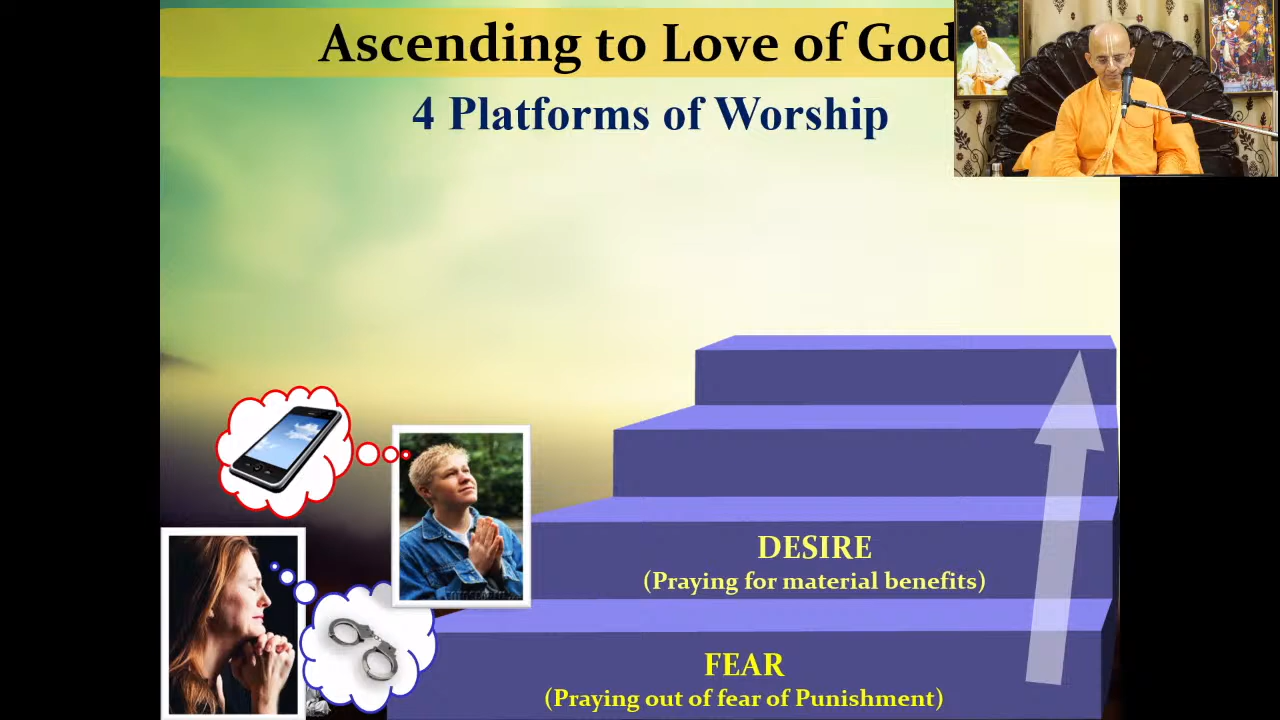 Ascending to Love of God
4 Platforms of Worship
DESIRE
(Praying for material benefits)
FEAR
(Praying out of fear of Punishment)